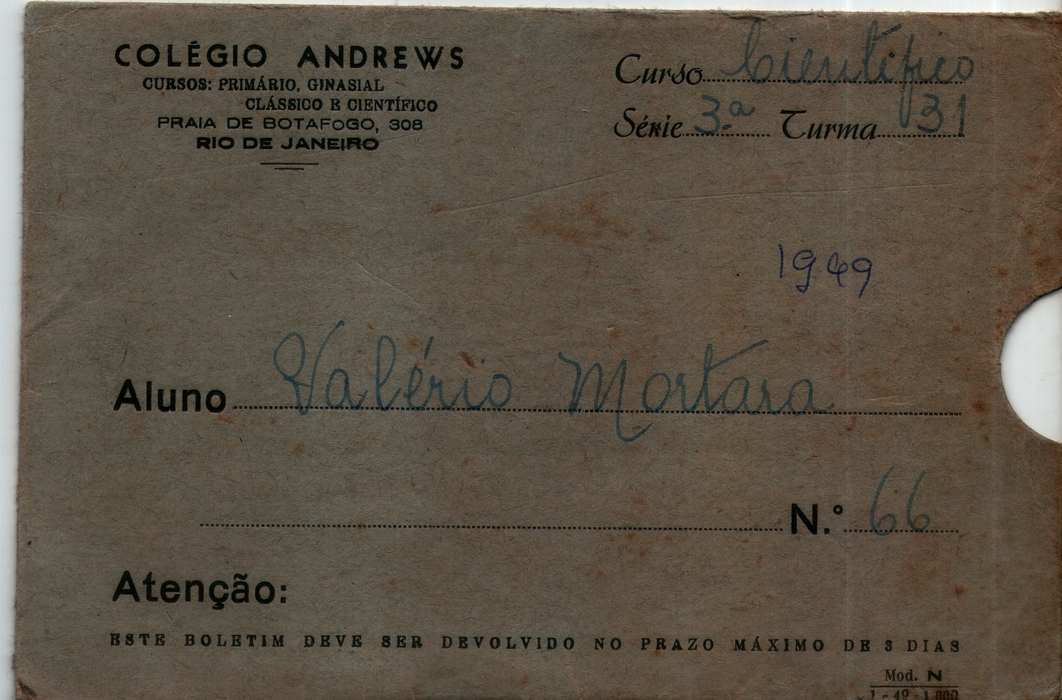 COLÉGIO ANDREWS
CURSOS: PRIMÁRIO, GINASIAL
CLÁSSICO E CIENTÍFICO
PRAIA DE BOTAFOGO, 308
RIO DE JANEIRO
Curso Científico
Série 3.a Turma 31
1949
Aluno Valério Mortara
N.° 66
Atenção:
ESTE BOLETIM DEVE SER DEVOLVIDO NO PRAZO MÁXIMO DE 3 DIAS
Mod. N
1 - 49 - 1.000